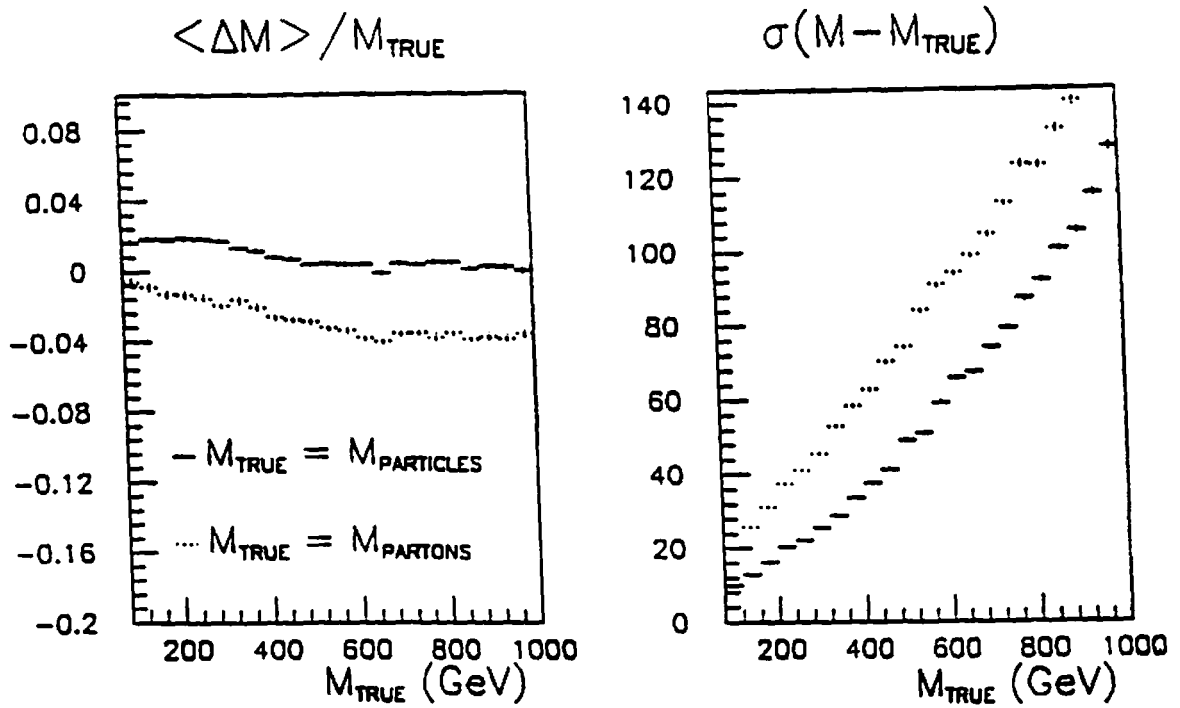 <ΔM>/M_TRUE
0.08
0.04
0
−0.04
−0.08
−0.12
−0.16
−0.2
— M_TRUE = M_PARTICLES
···· M_TRUE = M_PARTONS
200 400 600 800 1000
M_TRUE (GeV)
σ(M−M_TRUE)
140
120
100
80
60
40
20
0
200 400 600 800 1000
M_TRUE (GeV)